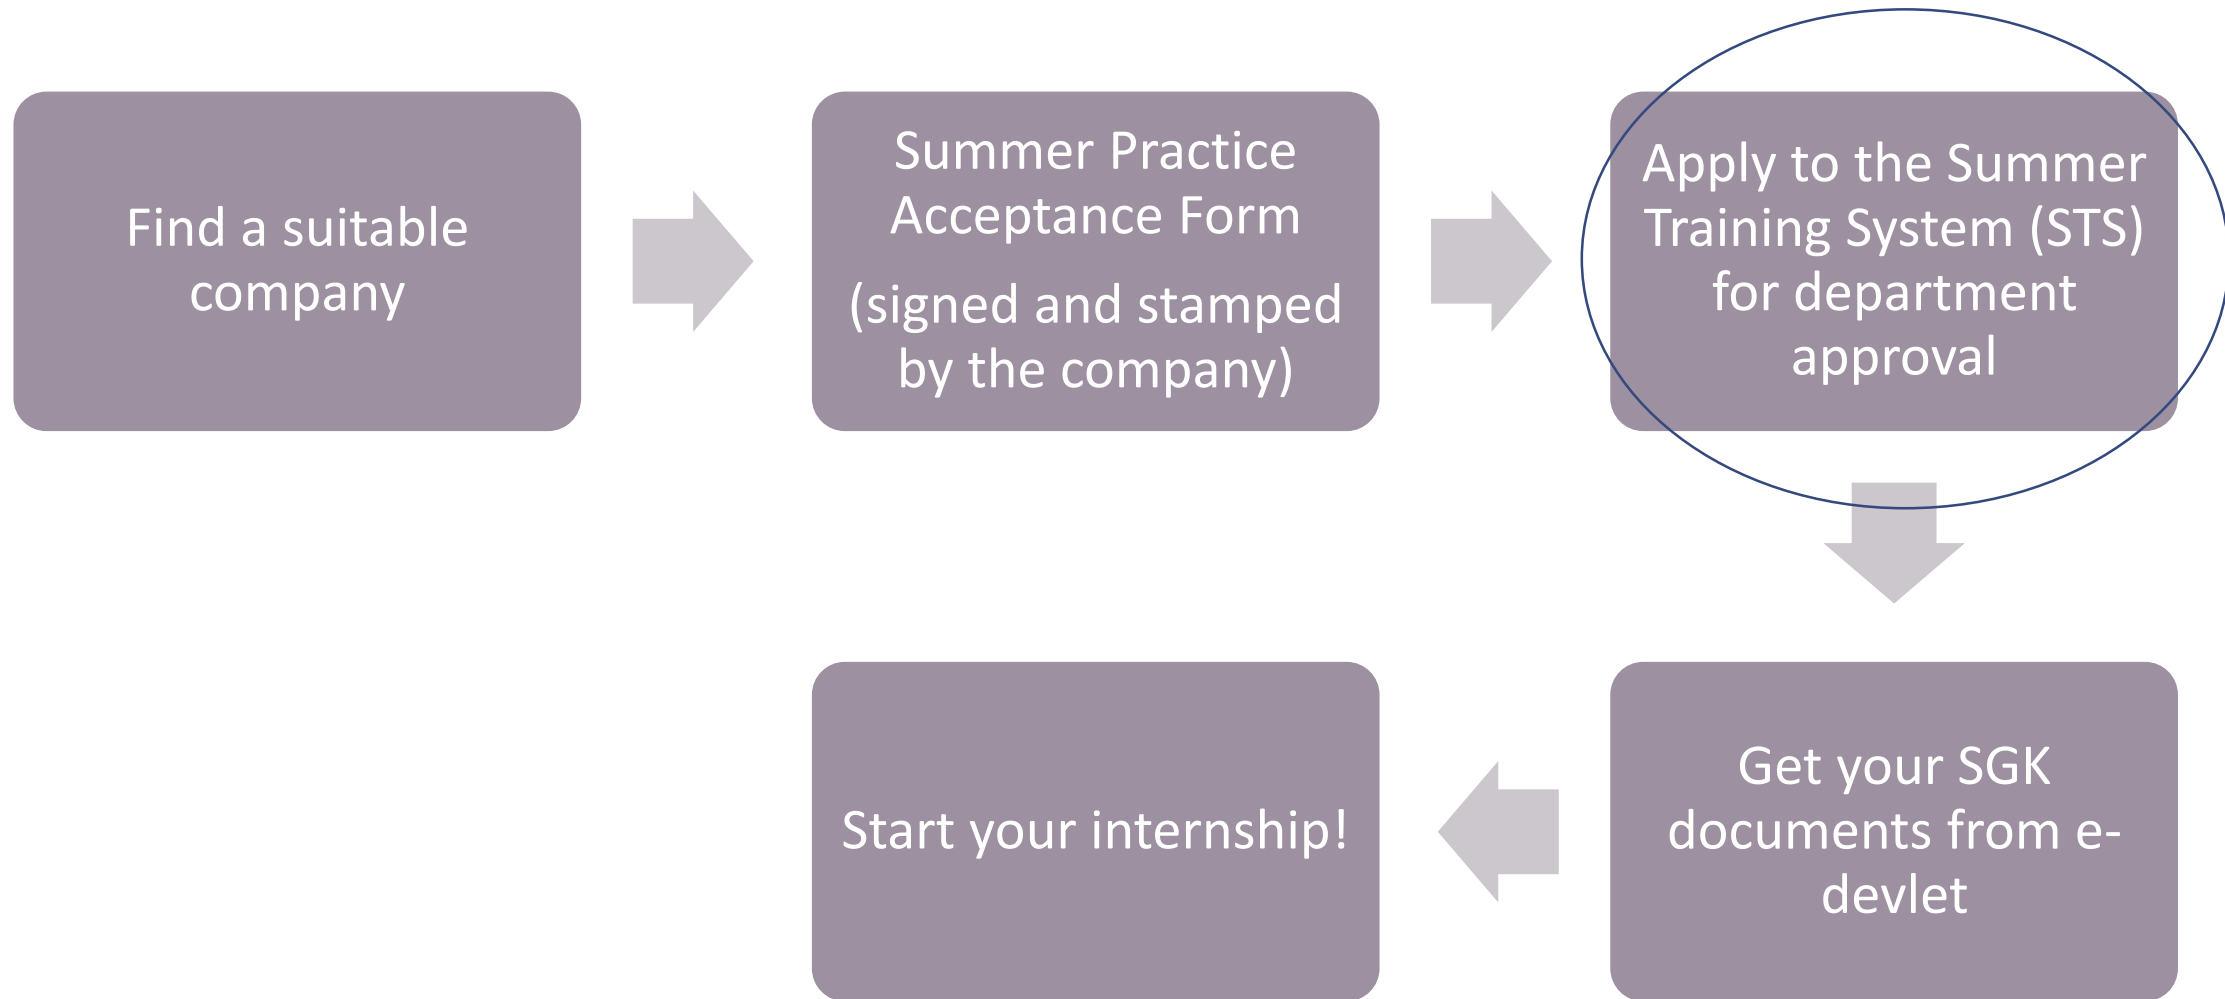 Find a suitable
company
Summer Practice
Acceptance Form
(signed and stamped
by the company)
Apply to the Summer
Training System (STS)
for department
approval
Get your SGK
documents from e-
devlet
Start your internship!